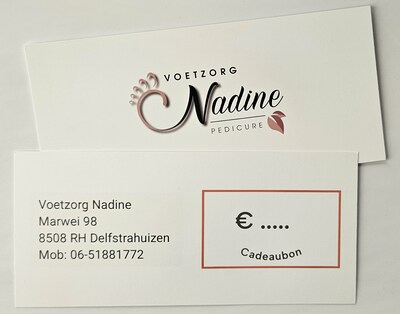 VOETZORG
Nadine
PEDICURE
Voetzorg Nadine
Marwei 98
8508 RH Delfstrahuizen
Mob: 06-51881772
€ .....
Cadeaubon